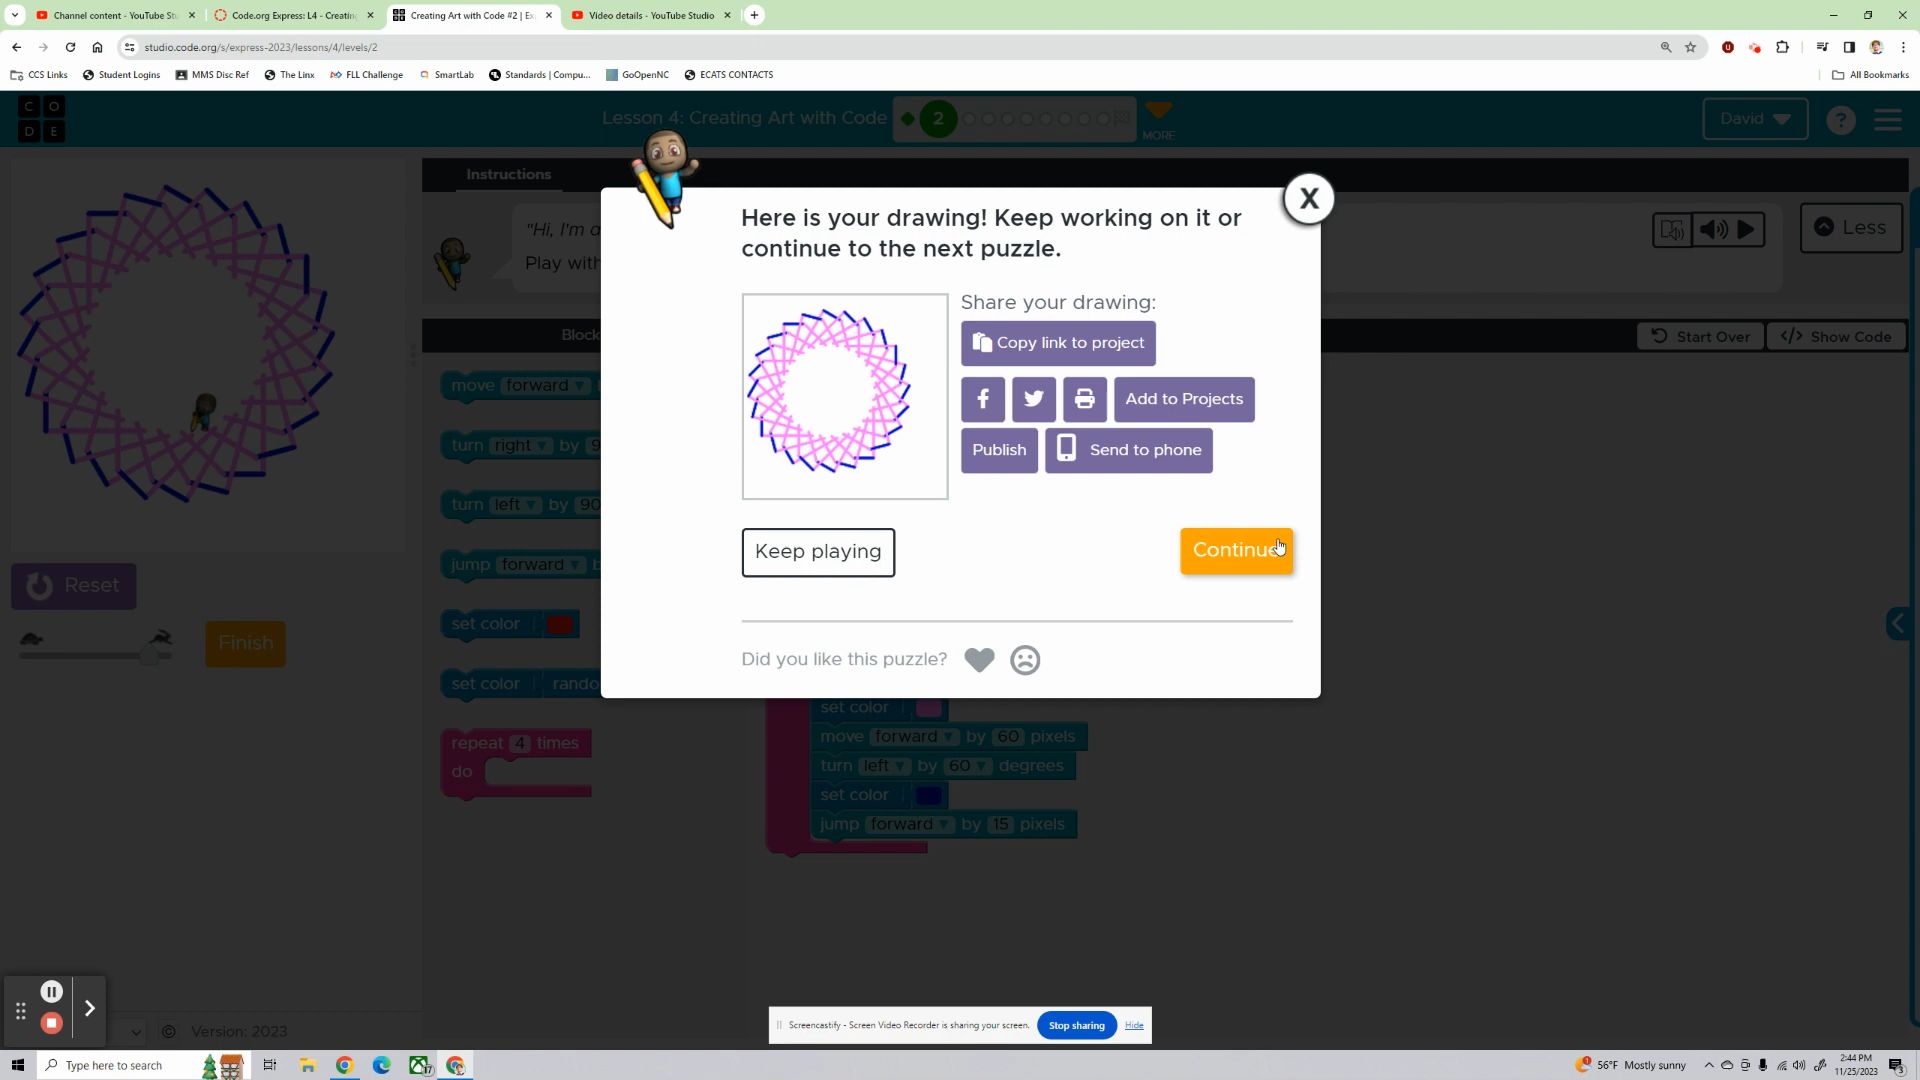 Channel content - YouTube Stu
Code.org Express: L4 - Creatin
Creating Art with Code #2 | Ex
Video details - YouTube Studio
studio.code.org/s/express-2023/lessons/4/levels/2
CCS Links
Student Logins
MMS Disc Ref
The Linx
FLL Challenge
SmartLab
Standards | Compu...
GoOpenNC
ECATS CONTACTS
All Bookmarks
C O
D E
Lesson 4: Creating Art with Code
2
MORE
David
?
Instructions
"Hi, I'm a
Play with
Less
Block
Start Over
</> Show Code
move forward
turn right by 9
turn left by 90
jump forward b
set color
set color rando
repeat 4 times
do
Reset
Finish
Here is your drawing! Keep working on it or
continue to the next puzzle.
X
Share your drawing:
Copy link to project
Add to Projects
Publish
Send to phone
Keep playing
Continue
Did you like this puzzle?
set color
move forward by 60 pixels
turn left by 60 degrees
set color
jump forward by 15 pixels
© Version: 2023
Screencastify - Screen Video Recorder is sharing your screen.
Stop sharing
Hide
Type here to search
17
56°F Mostly sunny
2:44 PM
11/25/2023
3